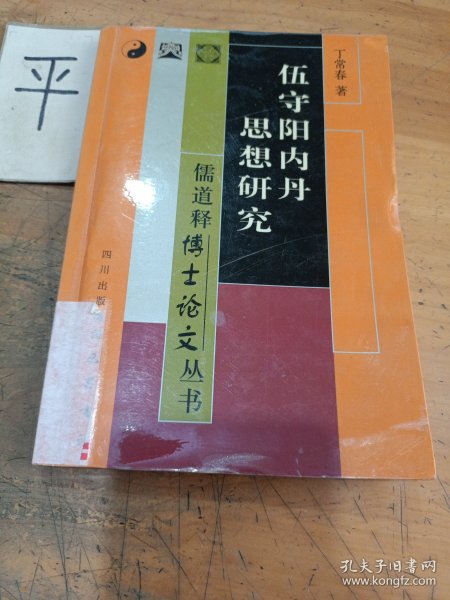 平
丁常春 著
伍守阳内丹
思想研究
儒道释博士论文丛书
四川出版
孔夫子旧书网
www.kongfz.com